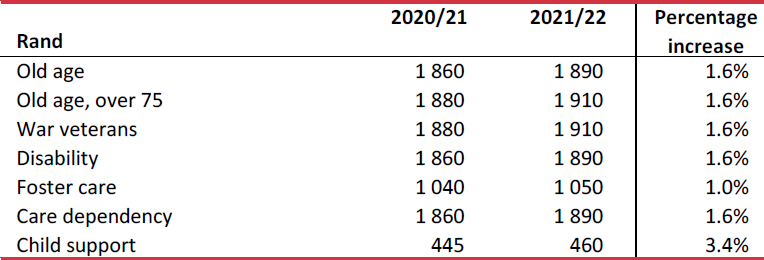 2020/21 2021/22 Percentage
Rand increase
Old age 1 860 1 890 1.6%
Old age, over 75 1 880 1 910 1.6%
War veterans 1 880 1 910 1.6%
Disability 1 860 1 890 1.6%
Foster care 1 040 1 050 1.0%
Care dependency 1 860 1 890 1.6%
Child support 445 460 3.4%